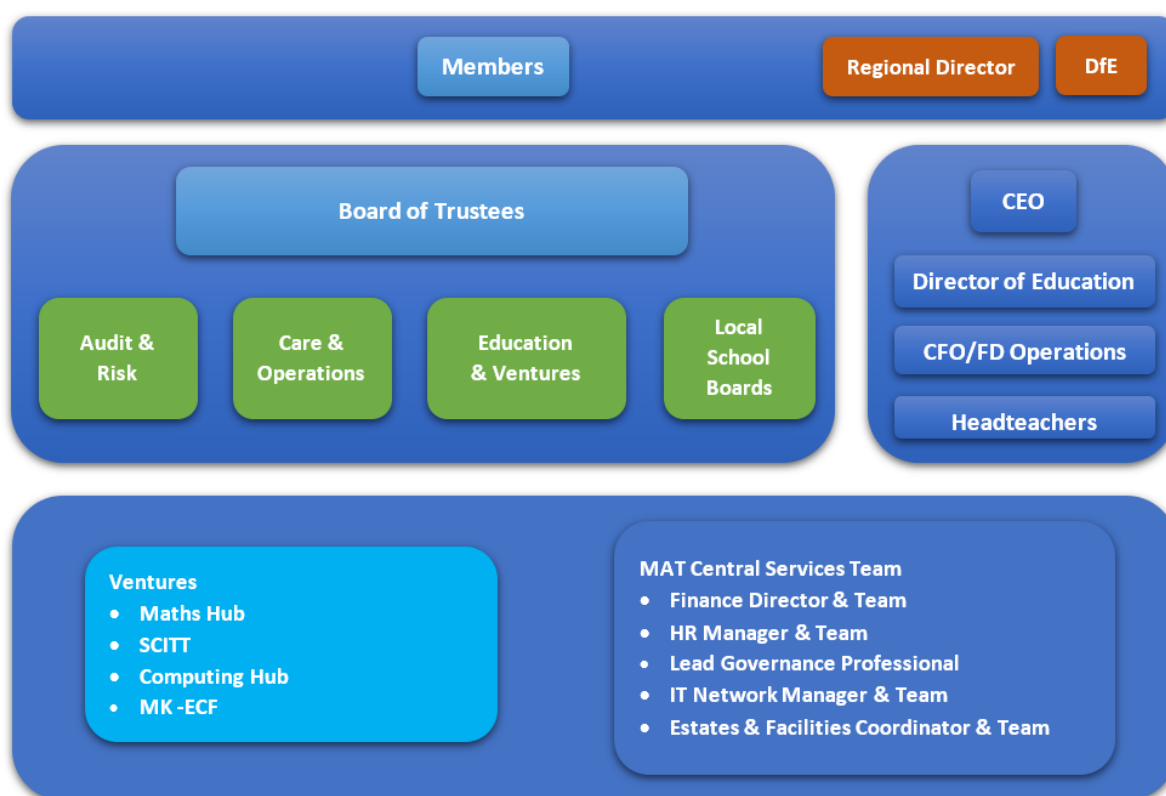 Members
Regional Director
DfE
Board of Trustees
Audit &
Risk
Care &
Operations
Education
& Ventures
Local
School
Boards
CEO
Director of Education
CFO/FD Operations
Headteachers
Ventures
• Maths Hub
• SCITT
• Computing Hub
• MK -ECF
MAT Central Services Team
• Finance Director & Team
• HR Manager & Team
• Lead Governance Professional
• IT Network Manager & Team
• Estates & Facilities Coordinator & Team